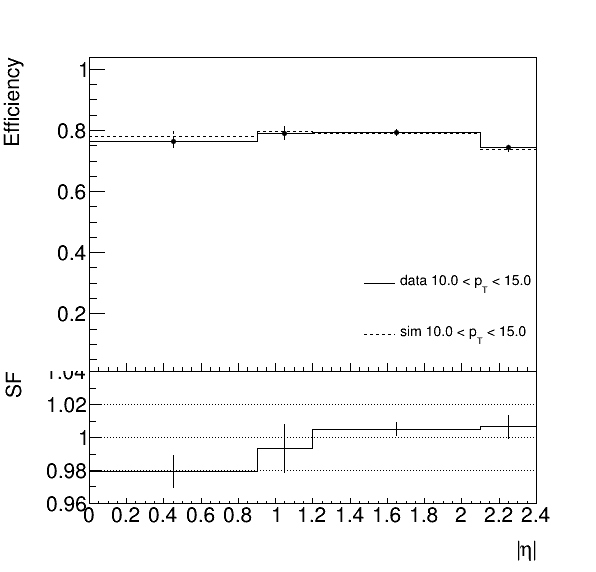 Efficiency
1
0.8
0.6
0.4
0.2
data 10.0 < p_T < 15.0
sim 10.0 < p_T < 15.0
SF
1.04
1.02
1
0.98
0.96
0 0.2 0.4 0.6 0.8 1 1.2 1.4 1.6 1.8 2 2.2 2.4
|η|